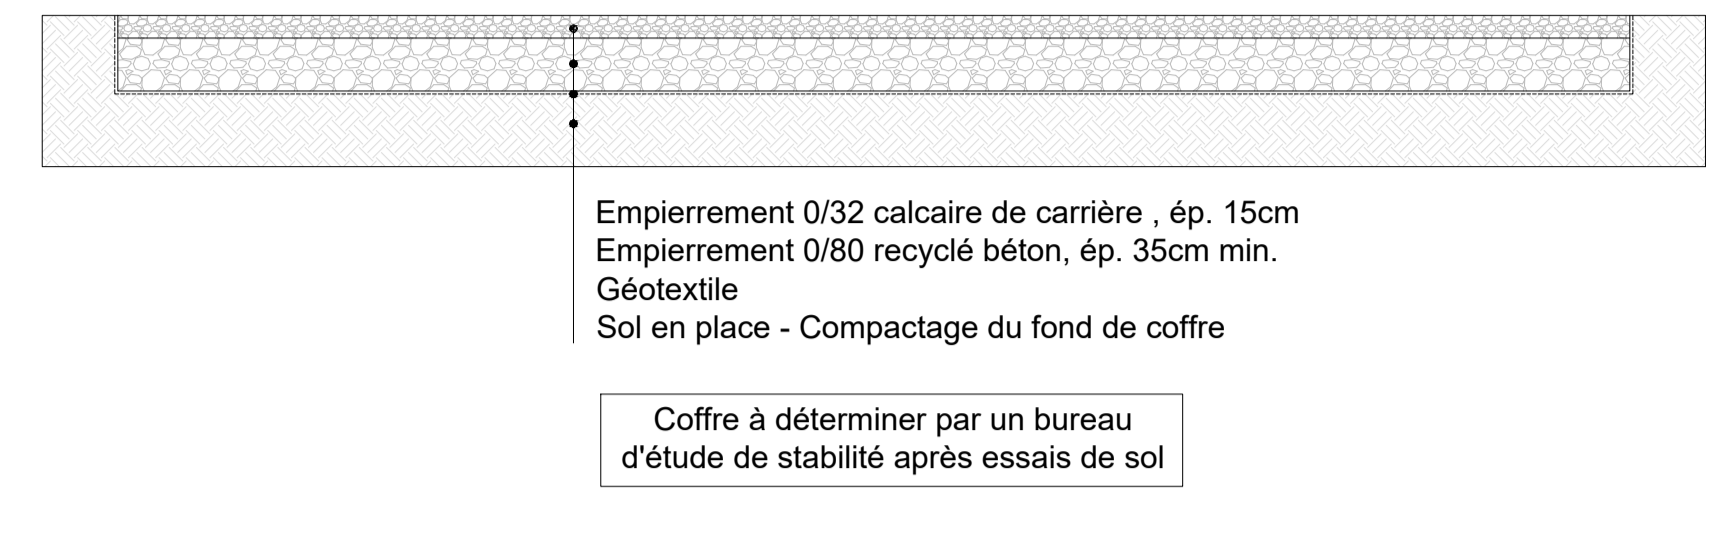 Empierrement 0/32 calcaire de carrière , ép. 15cm
Empierrement 0/80 recyclé béton, ép. 35cm min.
Géotextile
Sol en place - Compactage du fond de coffre
Coffre à déterminer par un bureau
d'étude de stabilité après essais de sol